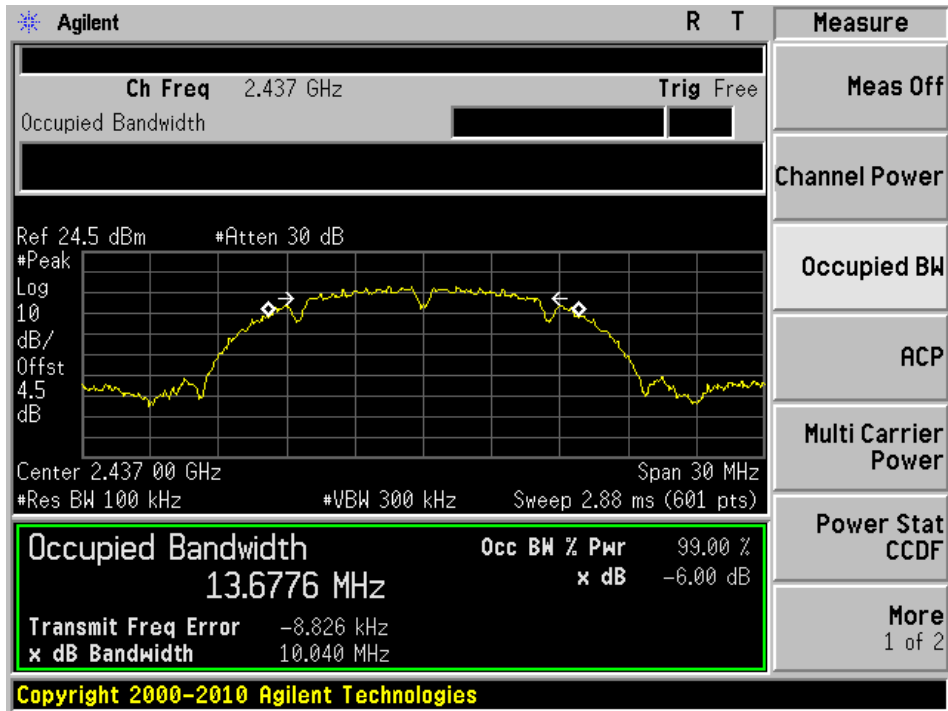 Agilent R T
Ch Freq 2.437 GHz Trig Free
Occupied Bandwidth
Ref 24.5 dBm #Atten 30 dB
#Peak
Log
10
dB/
Offst
4.5
dB
Center 2.437 00 GHz Span 30 MHz
#Res BW 100 kHz #VBW 300 kHz Sweep 2.88 ms (601 pts)
Occupied Bandwidth Occ BW % Pwr 99.00 %
13.6776 MHz x dB -6.00 dB
Transmit Freq Error -8.826 kHz
x dB Bandwidth 10.040 MHz
Copyright 2000-2010 Agilent Technologies
Measure
Meas Off
Channel Power
Occupied BW
ACP
Multi Carrier
Power
Power Stat
CCDF
More
1 of 2